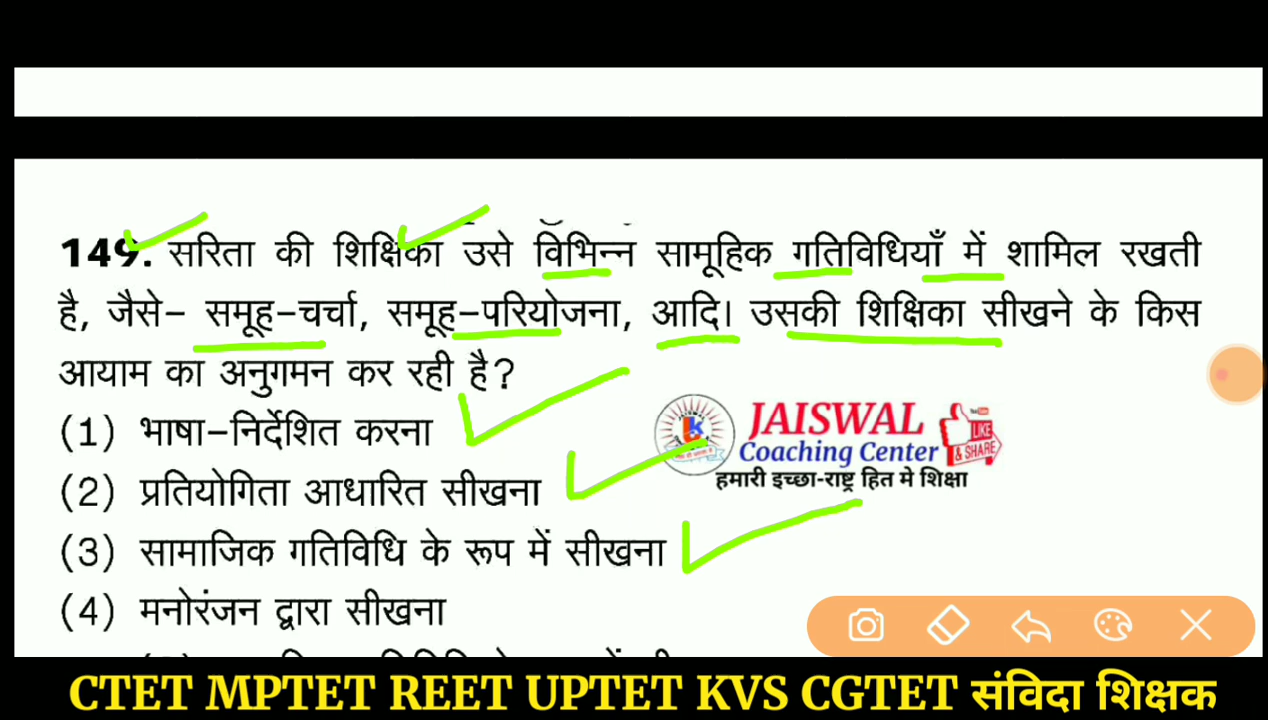 149. सरिता की शिक्षिका उसे विभिन्न सामूहिक गतिविधियाँ में शामिल रखती
है, जैसे- समूह-चर्चा, समूह-परियोजना, आदि। उसकी शिक्षिका सीखने के किस
आयाम का अनुगमन कर रही है?
(1) भाषा-निर्देशित करना
(2) प्रतियोगिता आधारित सीखना
(3) सामाजिक गतिविधि के रूप में सीखना
(4) मनोरंजन द्वारा सीखना
JAISWAL
Coaching Center
हमारी इच्छा-राष्ट्र हित मे शिक्षा
LIKE
& SHARE
CTET MPTET REET UPTET KVS CGTET संविदा शिक्षक